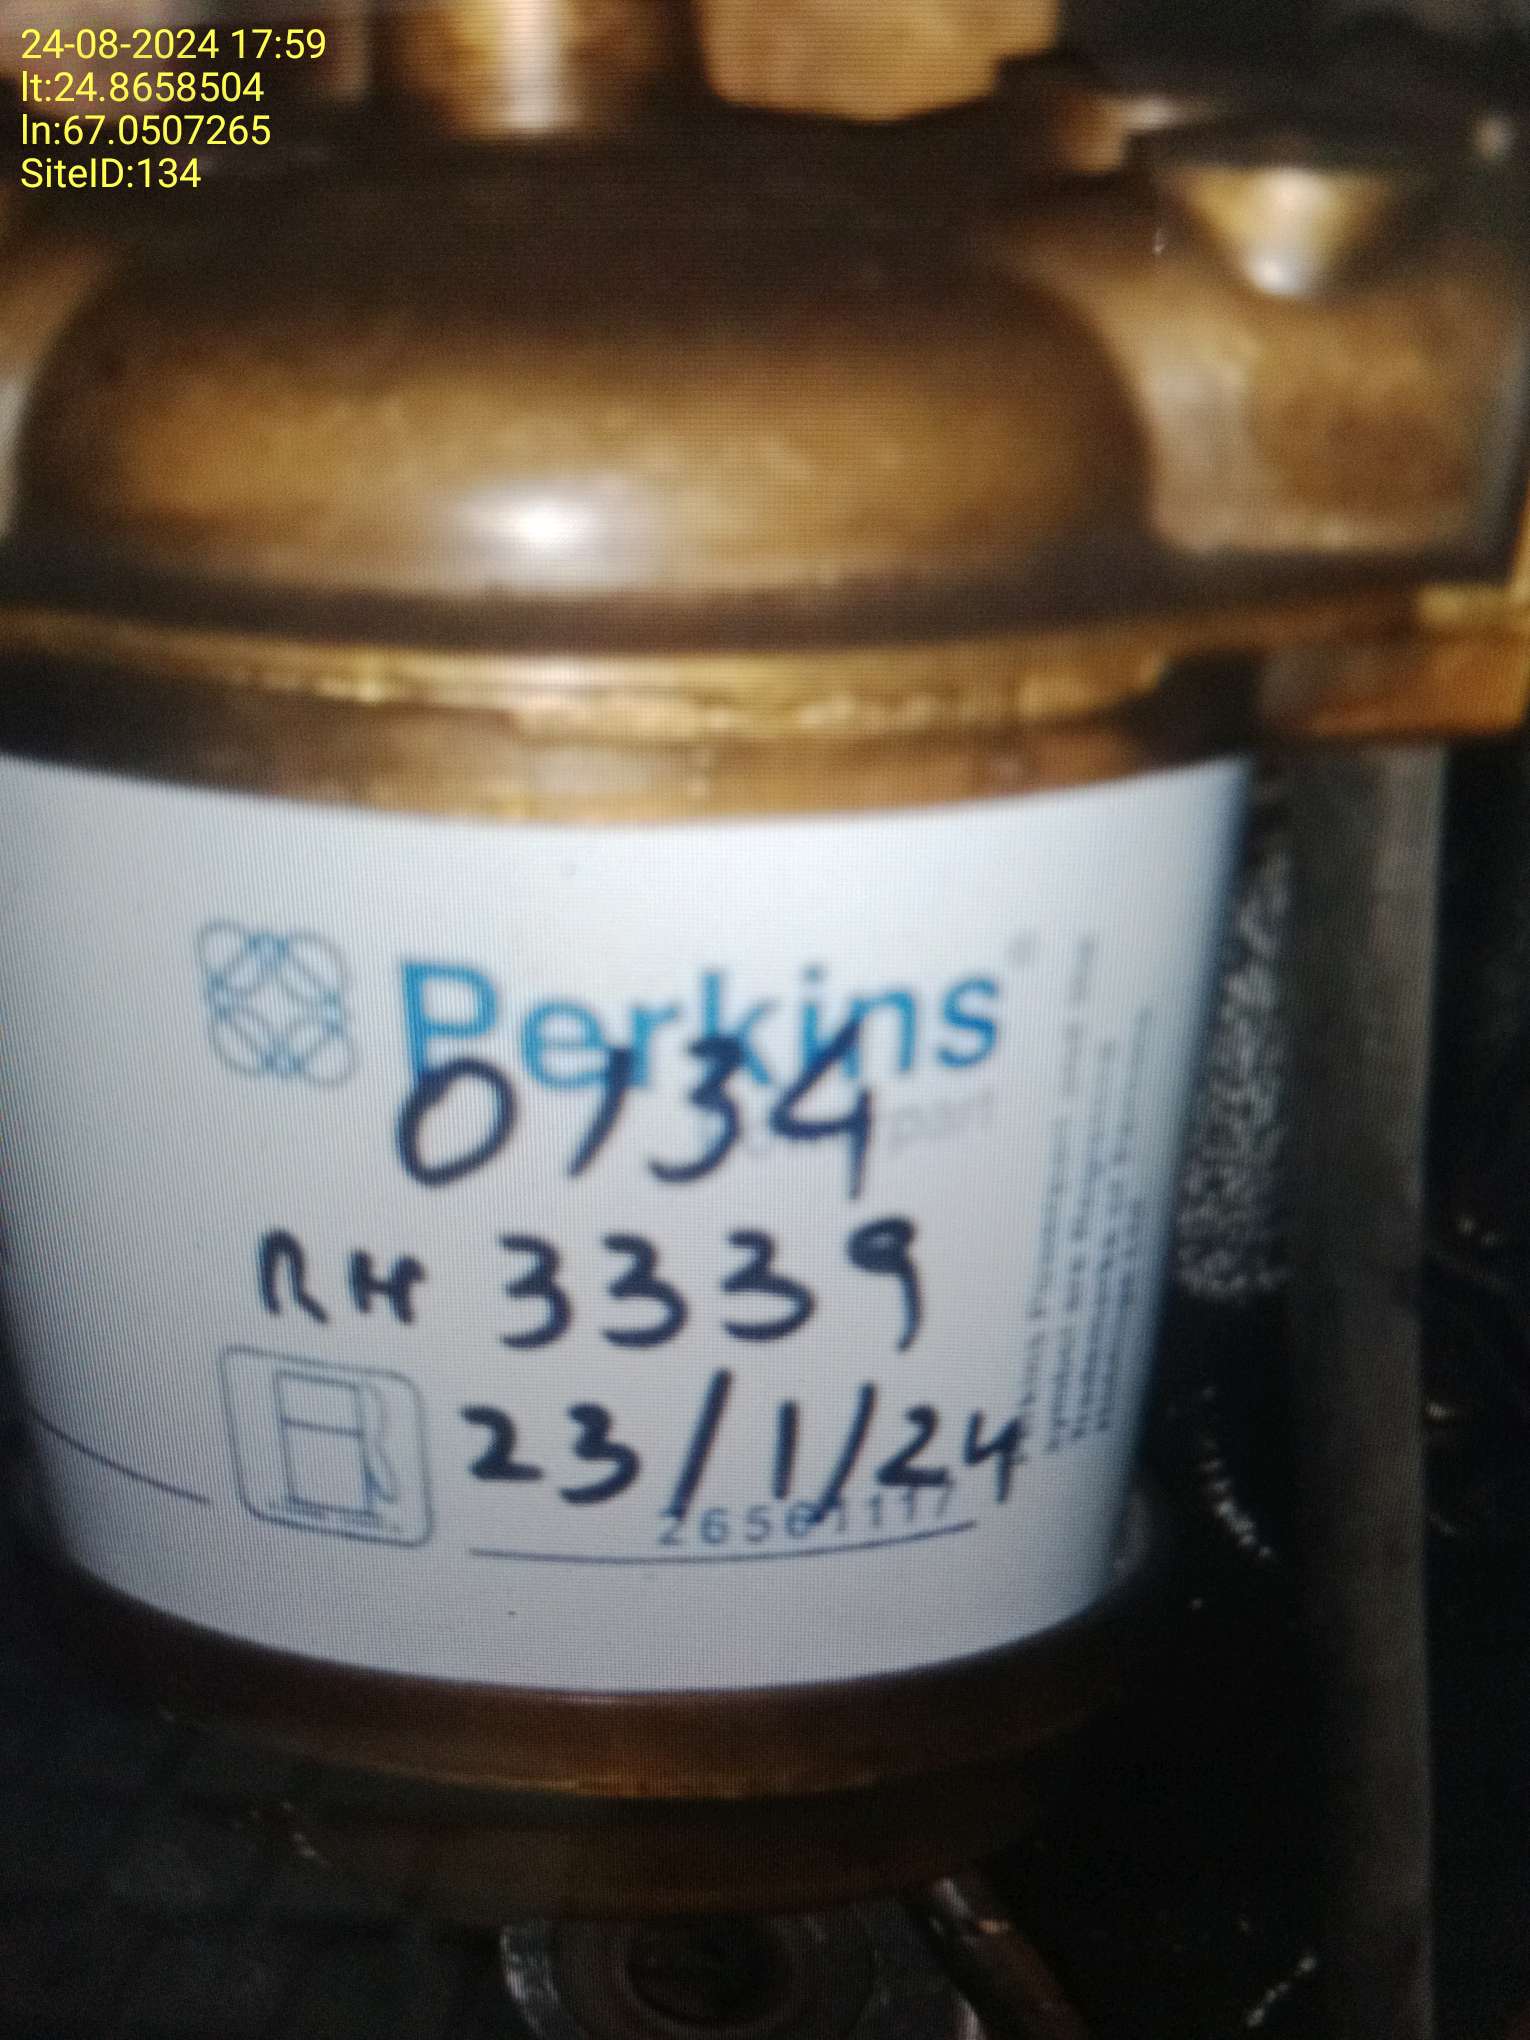 24-08-2024 17:59
lt:24.8658504
ln:67.0507265
SiteID:134
Perkins
0134
RH 3339
23/1/24
26561117